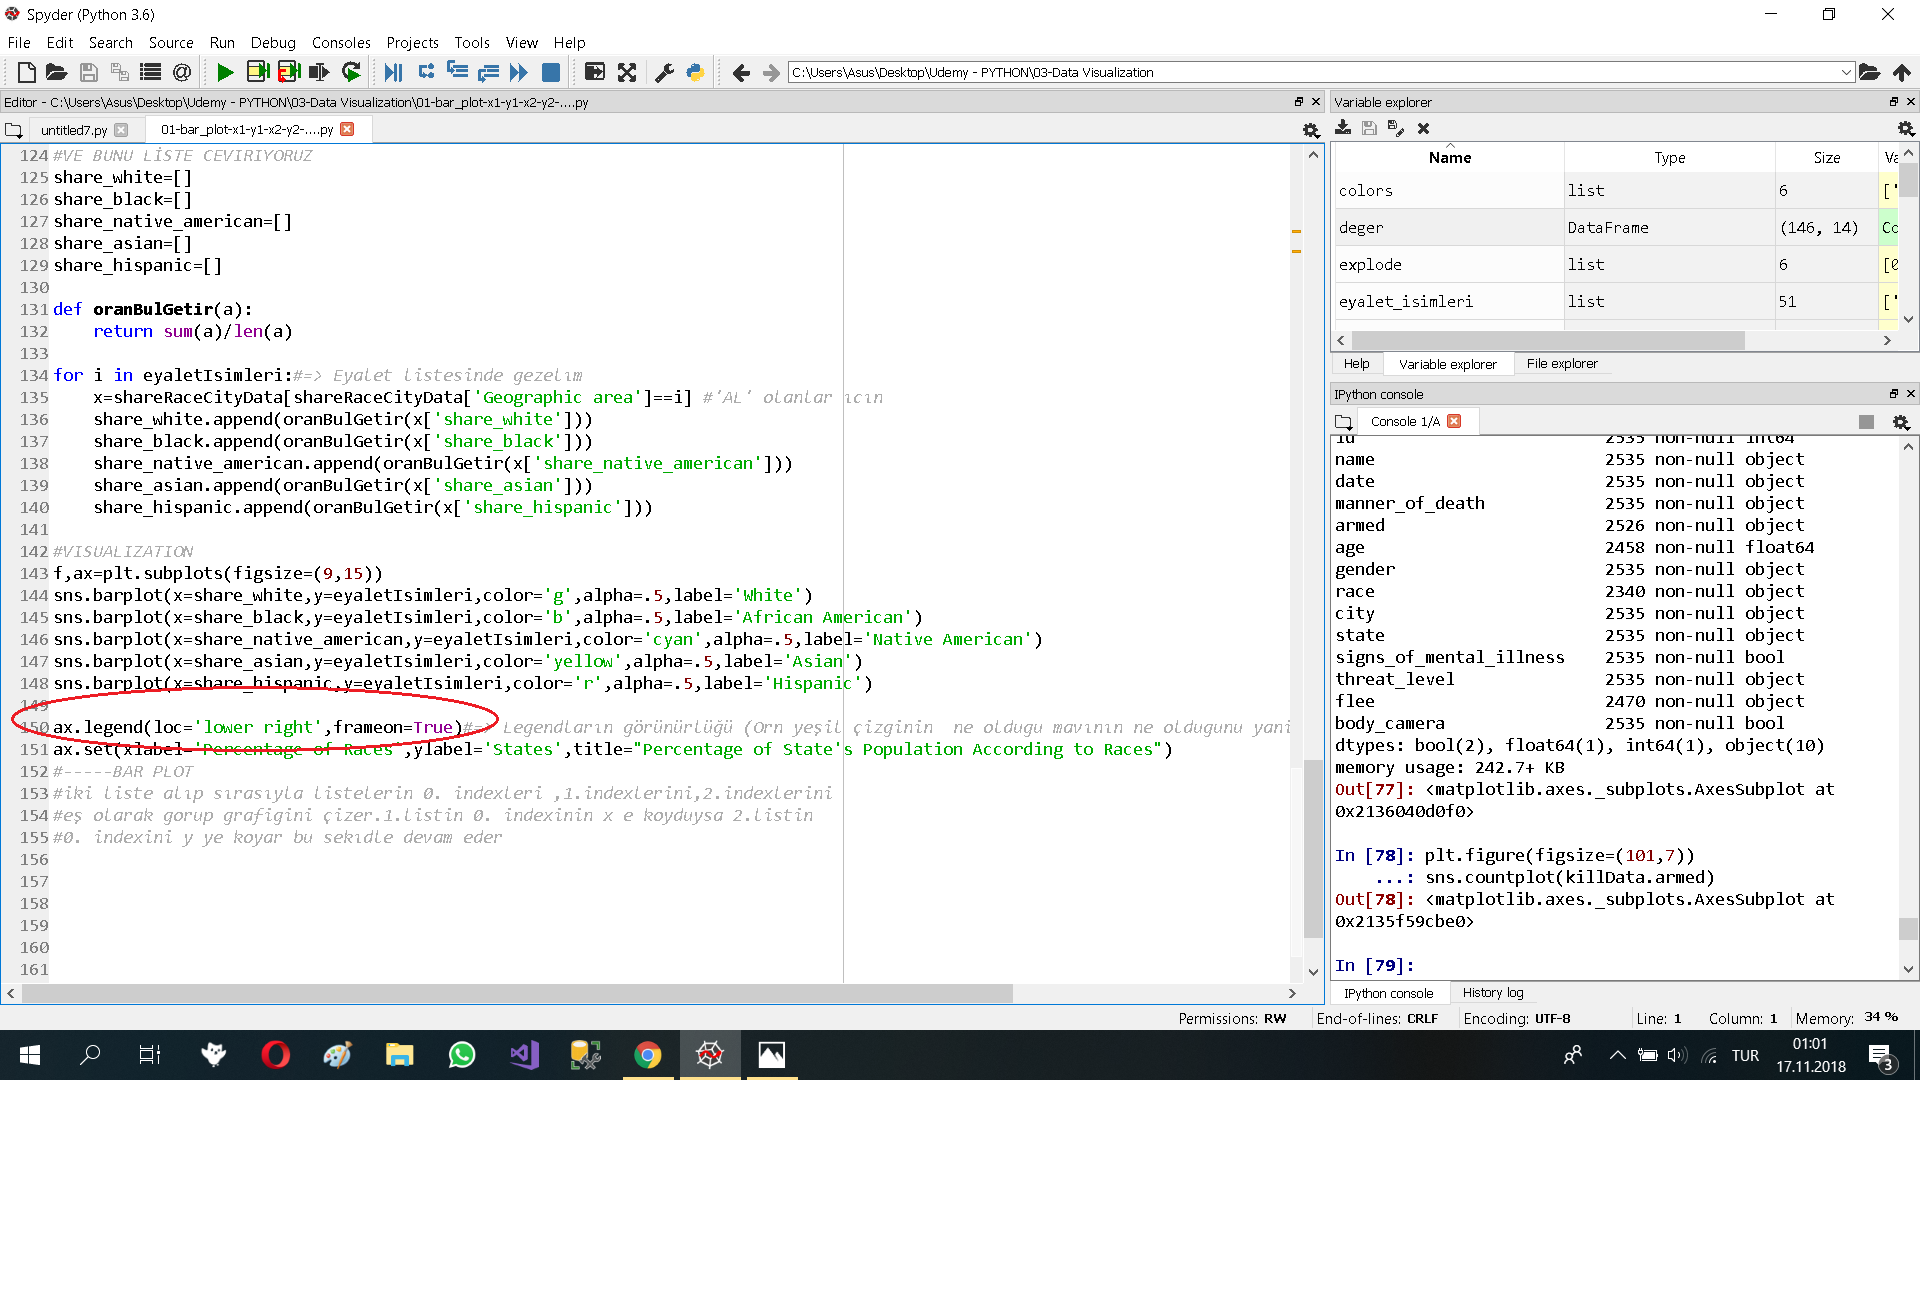 Spyder (Python 3.6)
File Edit Search Source Run Debug Consoles Projects Tools View Help
C:\Users\Asus\Desktop\Udemy - PYTHON\03-Data Visualization
Editor - C:\Users\Asus\Desktop\Udemy - PYTHON\03-Data Visualization\01-bar_plot-x1-y1-x2-y2-....py
untitled7.py 01-bar_plot-x1-y1-x2-y2-....py
124 #VE BUNU LİSTE CEVIRIYORUZ
125 share_white=[]
126 share_black=[]
127 share_native_american=[]
128 share_asian=[]
129 share_hispanic=[]
130
131 def oranBulGetir(a):
132     return sum(a)/len(a)
133
134 for i in eyaletIsimleri:#=> Eyalet listesinde gezelım
135     x=shareRaceCityData[shareRaceCityData['Geographic area']==i] #'AL' olanlar ıcın
136     share_white.append(oranBulGetir(x['share_white']))
137     share_black.append(oranBulGetir(x['share_black']))
138     share_native_american.append(oranBulGetir(x['share_native_american']))
139     share_asian.append(oranBulGetir(x['share_asian']))
140     share_hispanic.append(oranBulGetir(x['share_hispanic']))
141
142 #VISUALIZATION
143 f,ax=plt.subplots(figsize=(9,15))
144 sns.barplot(x=share_white,y=eyaletIsimleri,color='g',alpha=.5,label='White')
145 sns.barplot(x=share_black,y=eyaletIsimleri,color='b',alpha=.5,label='African American')
146 sns.barplot(x=share_native_american,y=eyaletIsimleri,color='cyan',alpha=.5,label='Native American')
147 sns.barplot(x=share_asian,y=eyaletIsimleri,color='yellow',alpha=.5,label='Asian')
148 sns.barplot(x=share_hispanic,y=eyaletIsimleri,color='r',alpha=.5,label='Hispanic')
149
150 ax.legend(loc='lower right',frameon=True)#=> Legendların görünürlüğü (Orn yeşil çizginin  ne oldugu mavının ne oldugunu yani
151 ax.set(xlabel='Percentage of Races',ylabel='States',title="Percentage of State's Population According to Races")
152 #-----BAR PLOT
153 #iki liste alıp sırasıyla listelerin 0. indexleri ,1.indexlerini,2.indexlerini
154 #eş olarak gorup grafigini çizer.1.listin 0. indexinin x e koyduysa 2.listin
155 #0. indexini y ye koyar bu sekıdle devam eder
156
157
158
159
160
161
Variable explorer
Name Type Size Va
colors list 6 ['
deger DataFrame (146, 14) Co
explode list 6 [0
eyalet_isimleri list 51 ['
Help Variable explorer File explorer
IPython console
Console 1/A
id 2535 non-null int64
name 2535 non-null object
date 2535 non-null object
manner_of_death 2535 non-null object
armed 2526 non-null object
age 2458 non-null float64
gender 2535 non-null object
race 2340 non-null object
city 2535 non-null object
state 2535 non-null object
signs_of_mental_illness 2535 non-null bool
threat_level 2535 non-null object
flee 2470 non-null object
body_camera 2535 non-null bool
dtypes: bool(2), float64(1), int64(1), object(10)
memory usage: 242.7+ KB
Out[77]: <matplotlib.axes._subplots.AxesSubplot at
0x2136040d0f0>
In [78]: plt.figure(figsize=(101,7))
...: sns.countplot(killData.armed)
Out[78]: <matplotlib.axes._subplots.AxesSubplot at
0x2135f59cbe0>
In [79]:
IPython console History log
Permissions: RW End-of-lines: CRLF Encoding: UTF-8 Line: 1 Column: 1 Memory: 34 %
TUR
01:01
17.11.2018
3